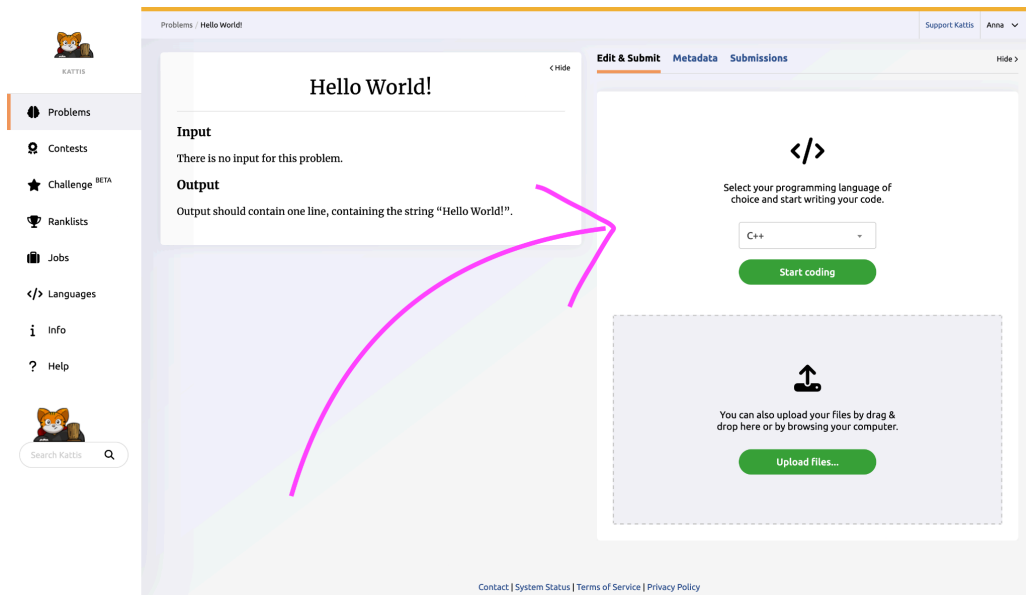 Problems / Hello World!
Support Kattis
Anna
KATTIS
Problems
Contests
Challenge BETA
Ranklists
Jobs
Languages
Info
Help
Search Kattis
Hide
Hello World!
Input
There is no input for this problem.
Output
Output should contain one line, containing the string “Hello World!”.
Edit & Submit
Metadata
Submissions
Hide
</>
Select your programming language of
choice and start writing your code.
C++
Start coding
You can also upload your files by drag &
drop here or by browsing your computer.
Upload files...
Contact | System Status | Terms of Service | Privacy Policy